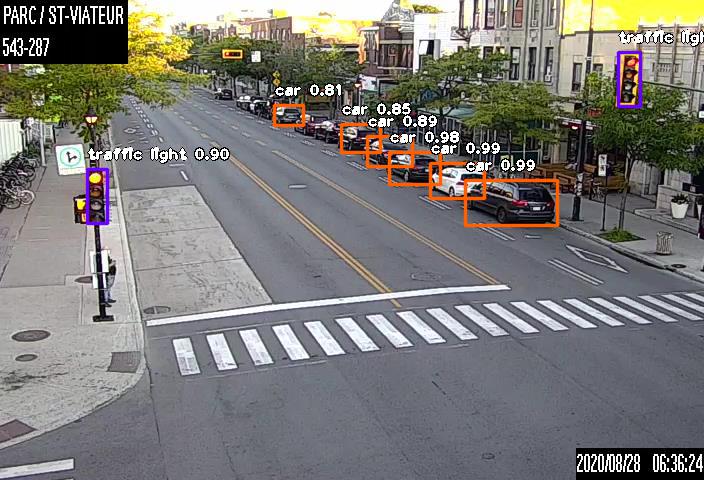 PARC / ST-VIATEUR
543-287
traffic ligh
car 0.81
car 0.85
car 0.89
car 0.98
car 0.99
car 0.99
traffic light 0.90
2020/08/28 06:36:24